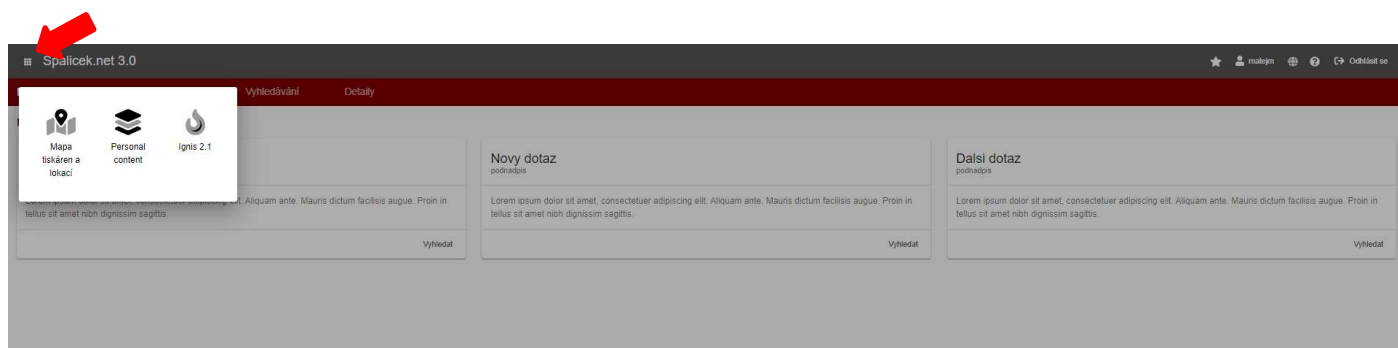 Spalicek.net 3.0
matejm
Odhlásit se
Vyhledávání
Detaily
Mapa
tiskáren a
lokací
Personal
content
Ignis 2.1
Aliquam ante. Mauris dictum facilisis augue. Proin in
tellus sit amet nibh dignissim sagittis.
Vyhledat
Novy dotaz
podnadpis
Lorem ipsum dolor sit amet, consectetuer adipiscing elit. Aliquam ante. Mauris dictum facilisis augue. Proin in
tellus sit amet nibh dignissim sagittis.
Vyhledat
Dalsi dotaz
podnadpis
Lorem ipsum dolor sit amet, consectetuer adipiscing elit. Aliquam ante. Mauris dictum facilisis augue. Proin in
tellus sit amet nibh dignissim sagittis.
Vyhledat